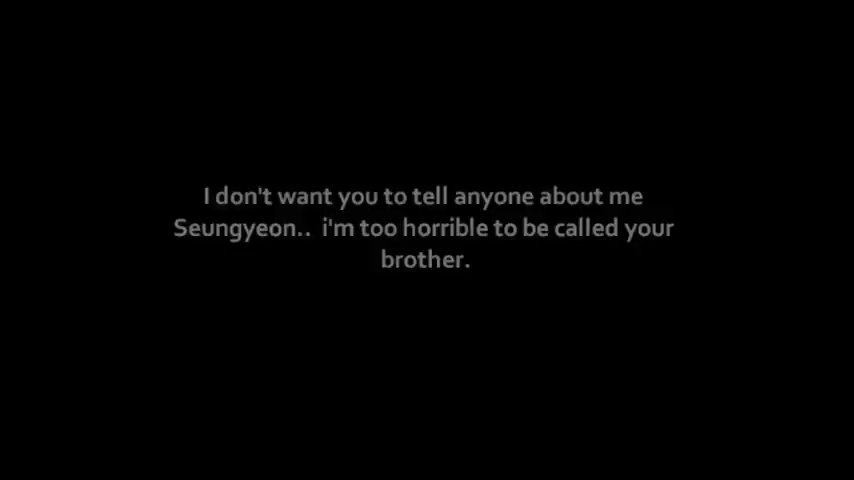 I don't want you to tell anyone about me
Seungyeon.. i'm too horrible to be called your
brother.